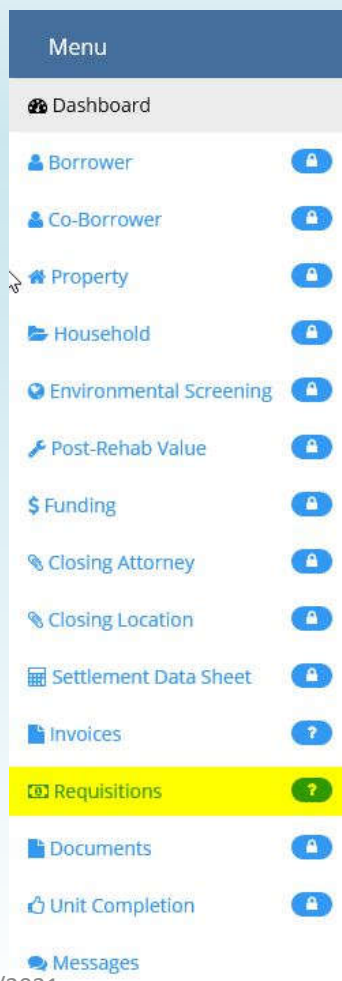 Menu
Dashboard
Borrower
Co-Borrower
Property
Household
Environmental Screening
Post-Rehab Value
$ Funding
Closing Attorney
Closing Location
Settlement Data Sheet
Invoices ?
Requisitions ?
Documents
Unit Completion
Messages
/2021